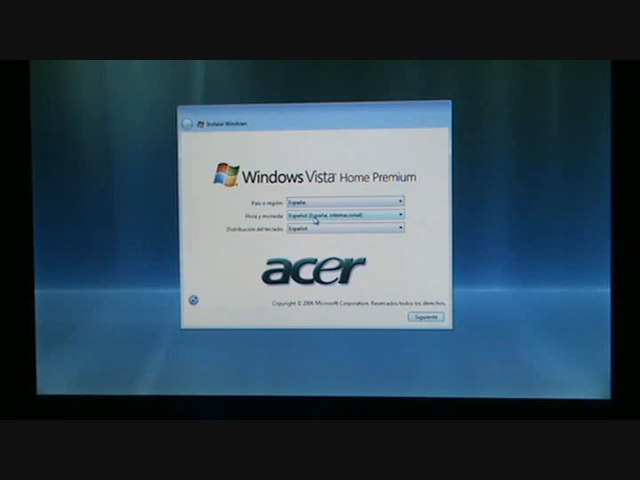 Instalar Windows
Windows Vista Home Premium
País o región: España
Hora y moneda: Español (España, internacional)
Distribución del teclado: Español
acer
Copyright © 2006 Microsoft Corporation. Reservados todos los derechos.
Siguiente